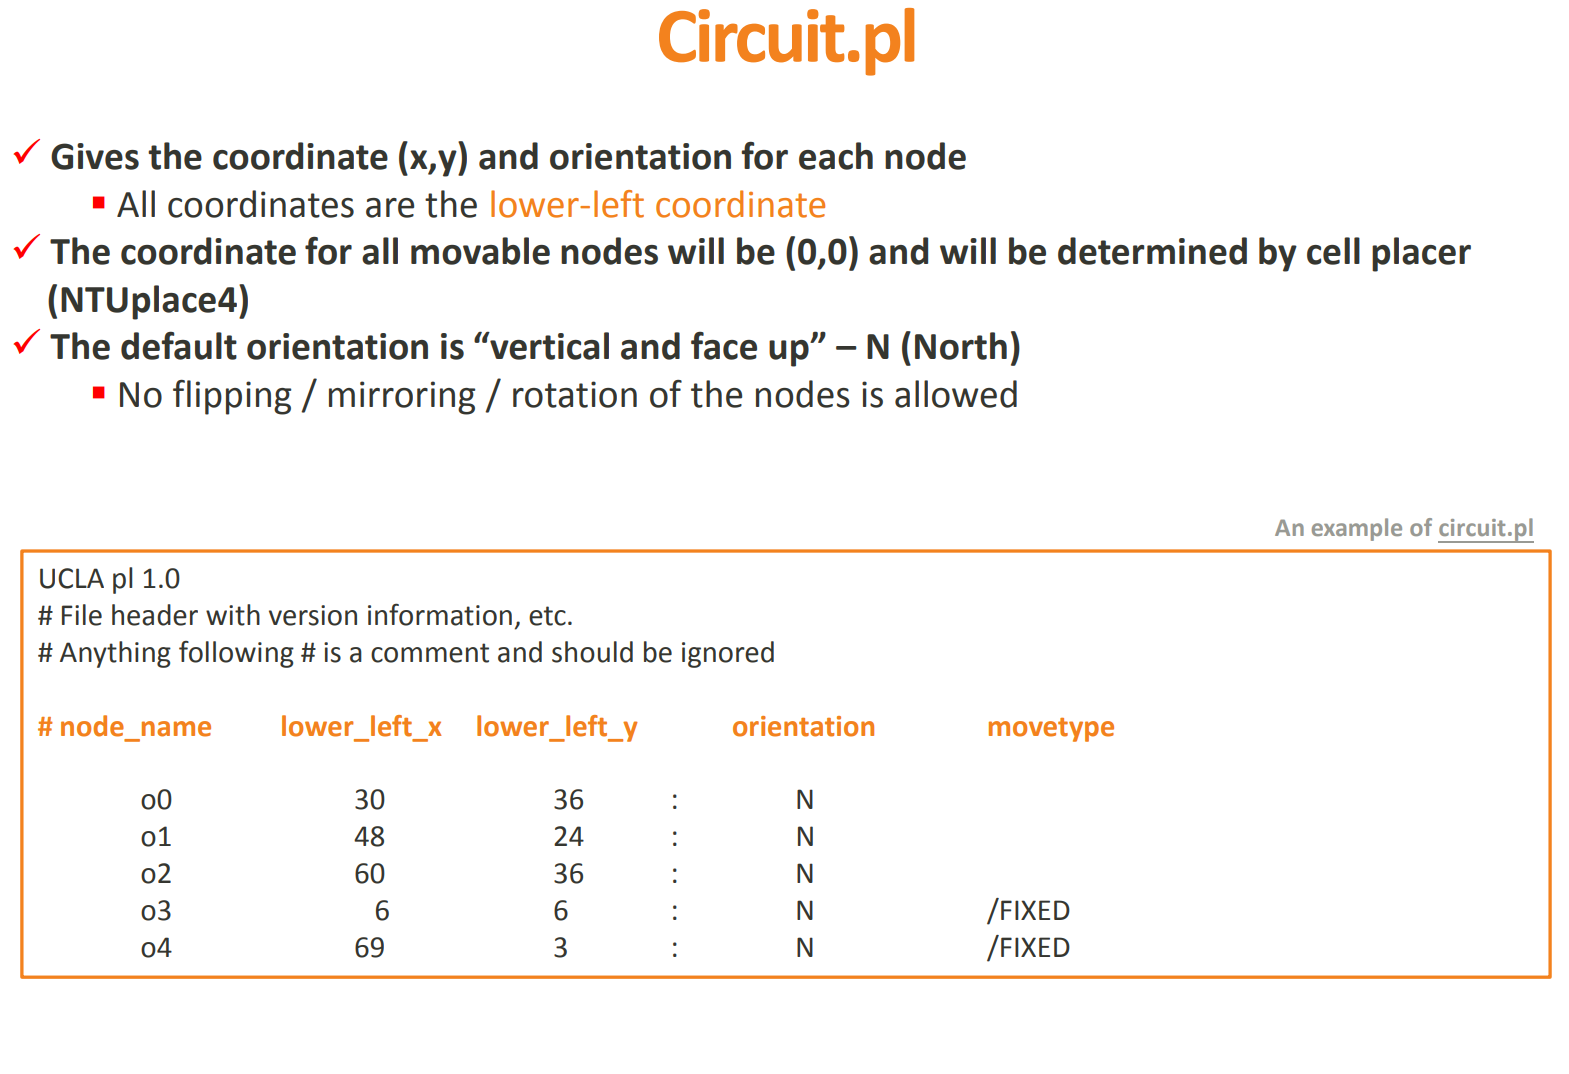 Circuit.pl
✓ Gives the coordinate (x,y) and orientation for each node
▪ All coordinates are the lower-left coordinate
✓ The coordinate for all movable nodes will be (0,0) and will be determined by cell placer
(NTUplace4)
✓ The default orientation is “vertical and face up” – N (North)
▪ No flipping / mirroring / rotation of the nodes is allowed
An example of circuit.pl
UCLA pl 1.0
# File header with version information, etc.
# Anything following # is a comment and should be ignored
# node_name lower_left_x lower_left_y orientation movetype
o0 30 36 : N
o1 48 24 : N
o2 60 36 : N
o3 6 6 : N /FIXED
o4 69 3 : N /FIXED